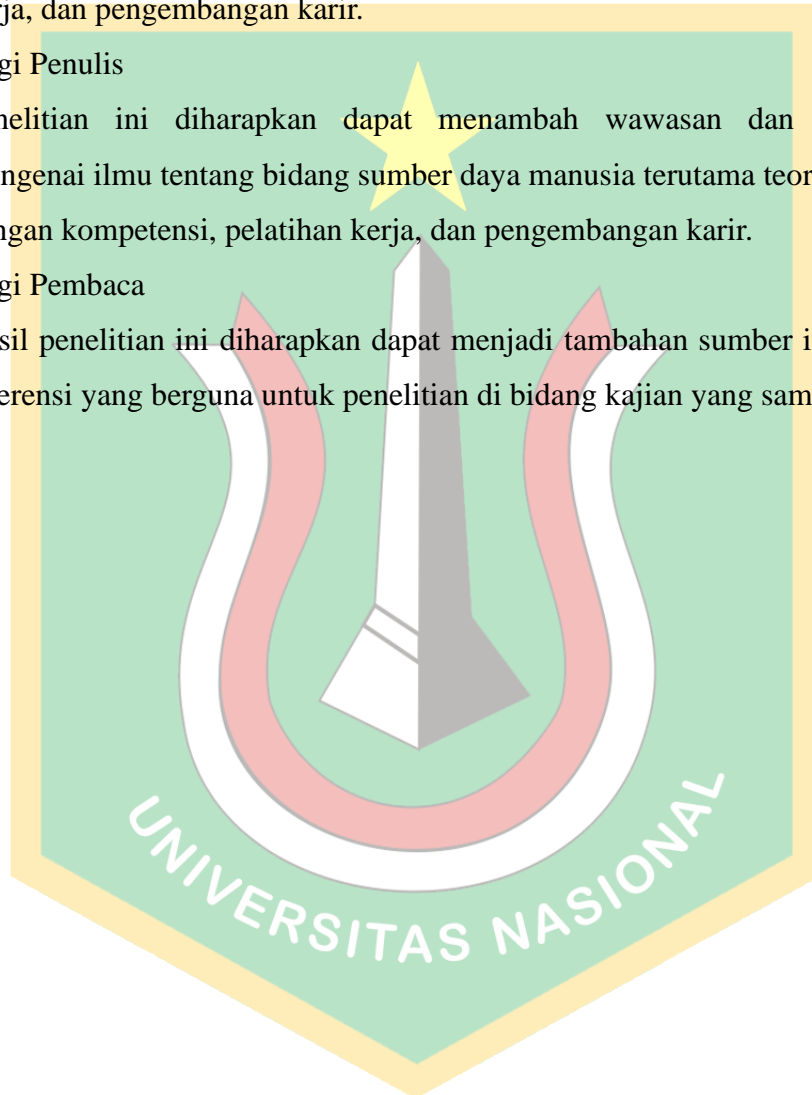 rja, dan pengembangan karir.
gi Penulis
nelitian ini diharapkan dapat menambah wawasan dan
ngenai ilmu tentang bidang sumber daya manusia terutama teor
ngan kompetensi, pelatihan kerja, dan pengembangan karir.
gi Pembaca
sil penelitian ini diharapkan dapat menjadi tambahan sumber i
erensi yang berguna untuk penelitian di bidang kajian yang sam
UNIVERSITAS NASIONAL